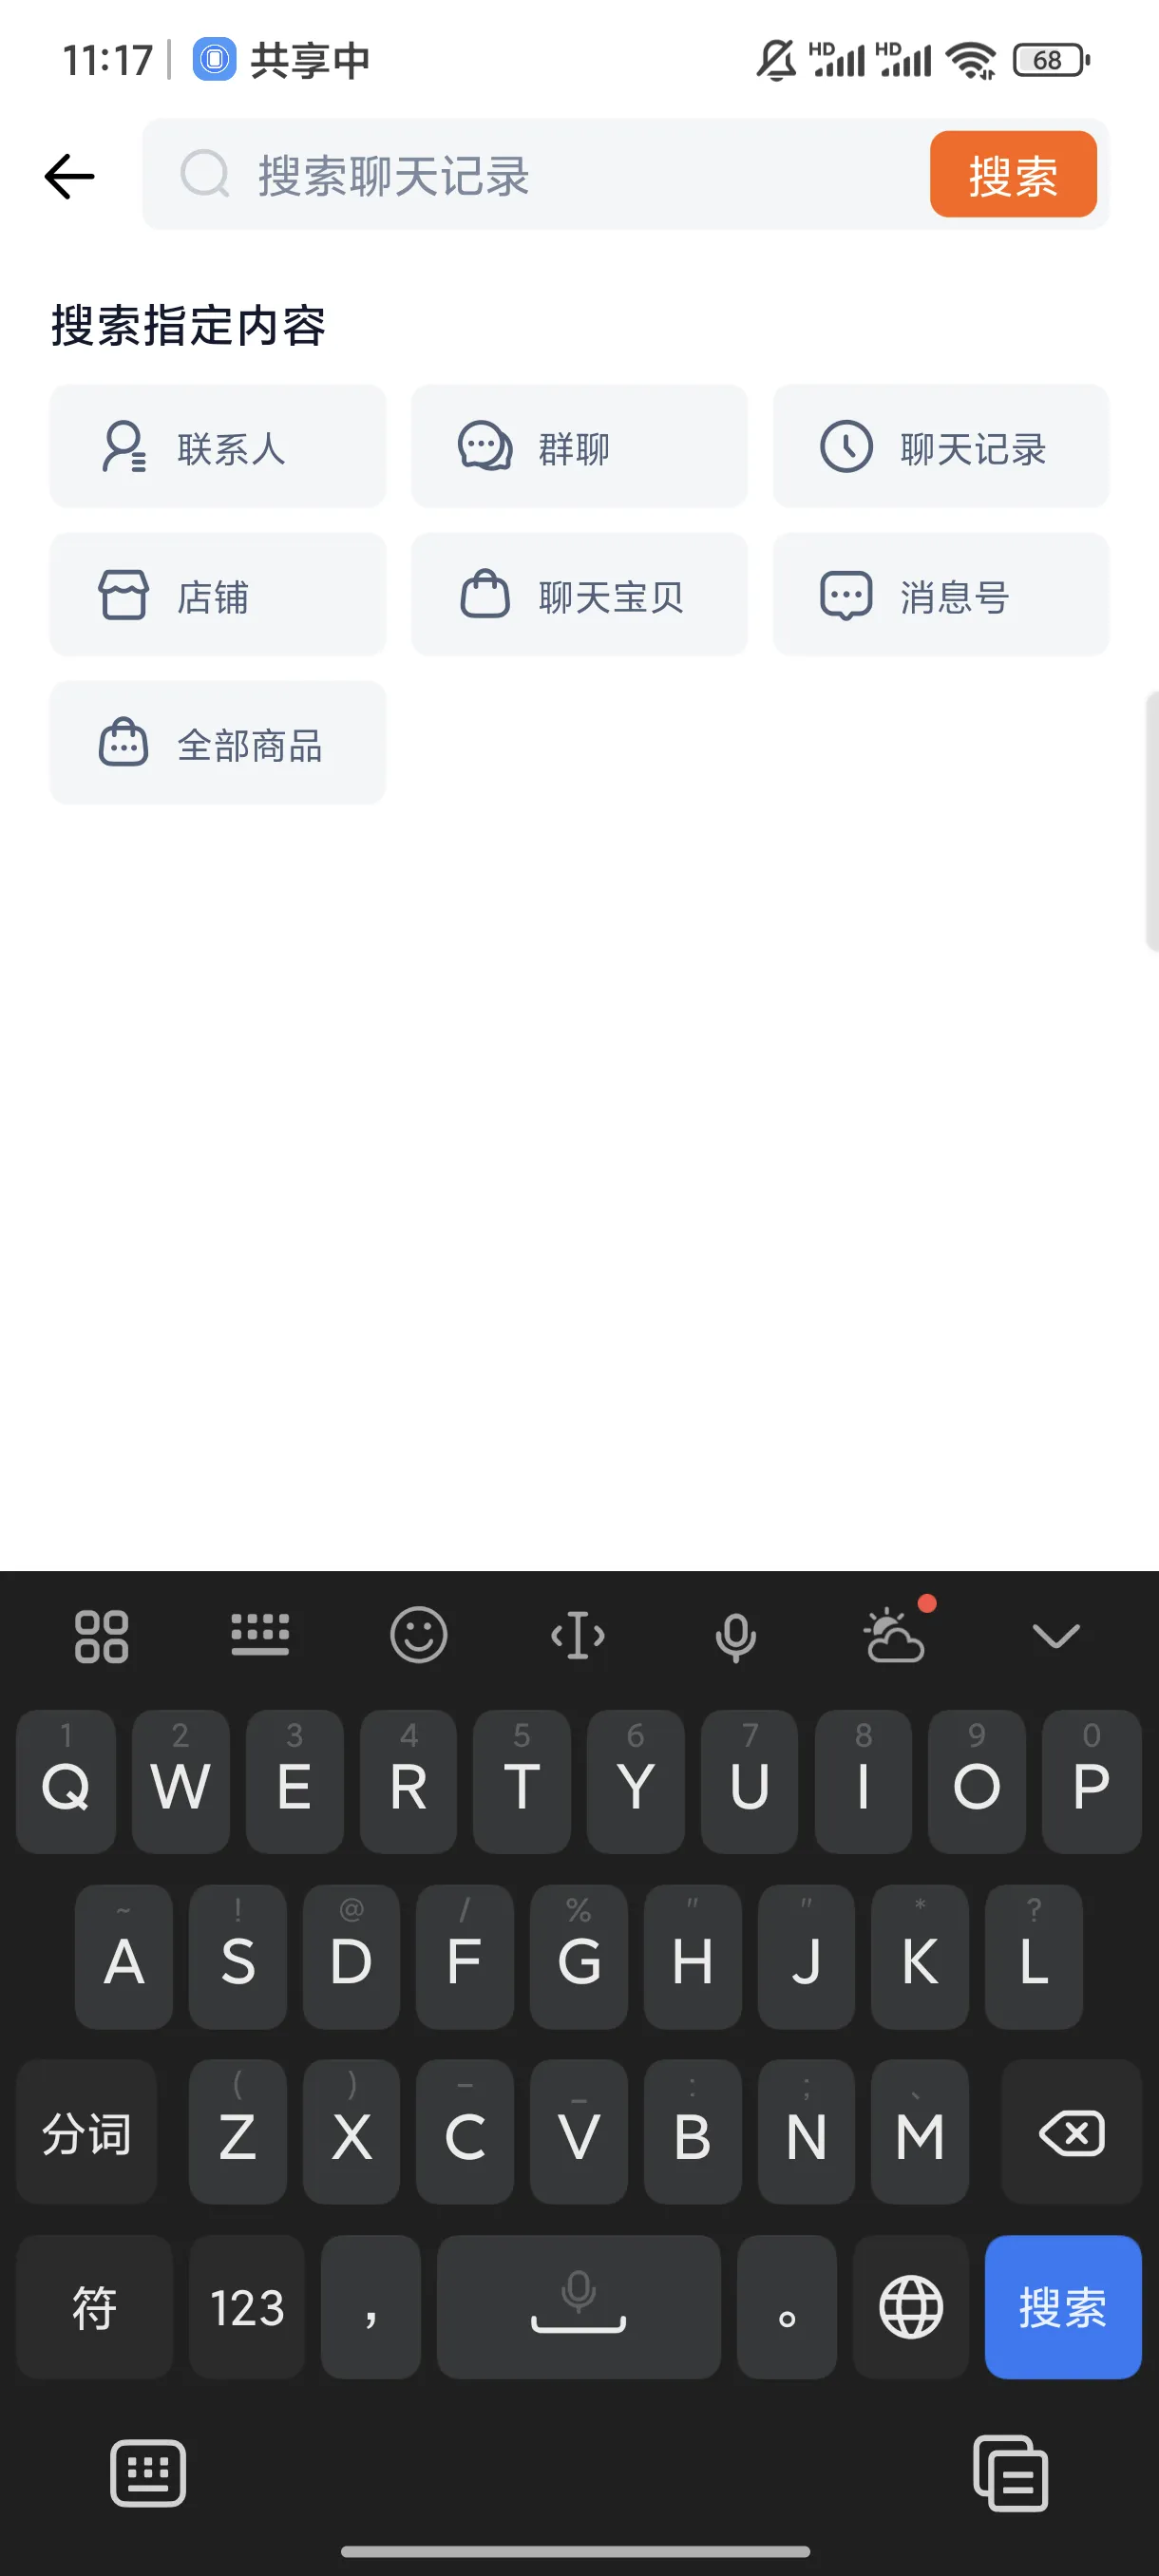 11:17 共享中 HD HD 68
搜索聊天记录 搜索
搜索指定内容
联系人 群聊 聊天记录
店铺 聊天宝贝 消息号
全部商品
1 2 3 4 5 6 7 8 9 0
Q W E R T Y U I O P
~ ! @ / % " " * ?
A S D F G H J K L
( ) – _ : ; 、
分词 Z X C V B N M
符 123 , 。 搜索